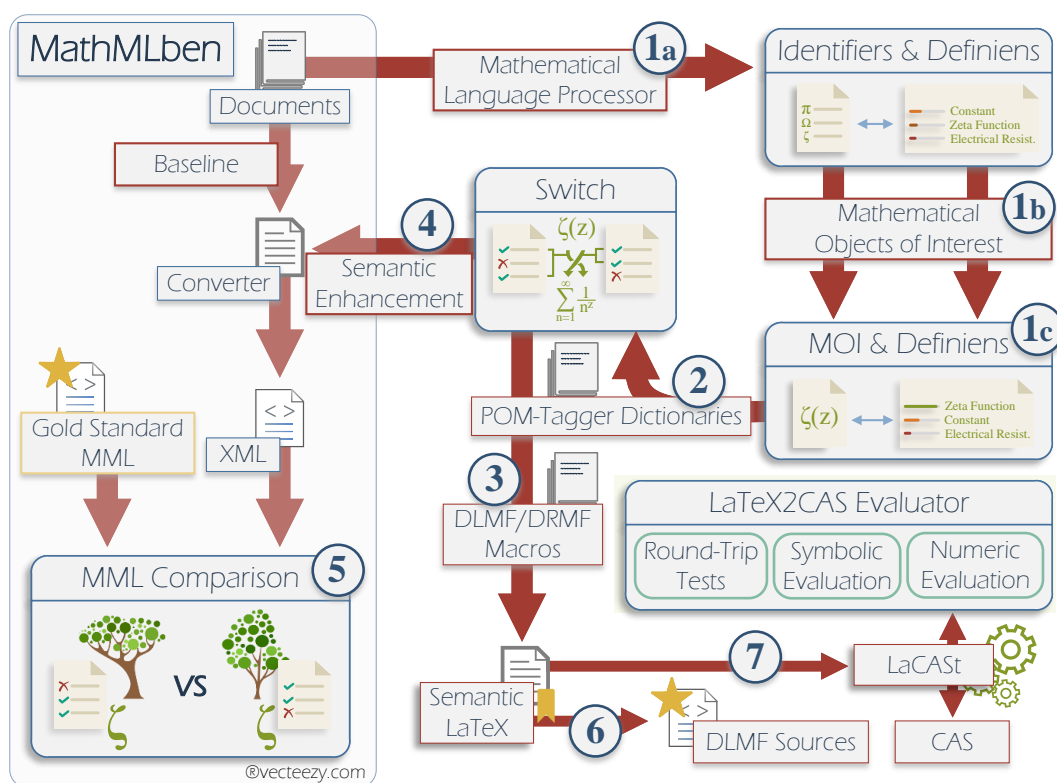 MathMLben
Documents
Baseline
Converter
Gold Standard
MML
XML
MML Comparison
5
vs
®vecteezy.com
1a
Mathematical
Language Processor
Identifiers & Definiens
π
Ω
ζ
Constant
Zeta Function
Electrical Resist.
1b
Mathematical
Objects of Interest
1c
MOI & Definiens
ζ(z)
Zeta Function
Constant
Electrical Resist.
Switch
ζ(z)
∞
∑ 1/n^z
n=1
4
Semantic
Enhancement
2
POM-Tagger Dictionaries
3
DLMF/DRMF
Macros
LaTeX2CAS Evaluator
Round-Trip
Tests
Symbolic
Evaluation
Numeric
Evaluation
7
LaCASt
Semantic
LaTeX
6
DLMF Sources
CAS
ζ
ζ